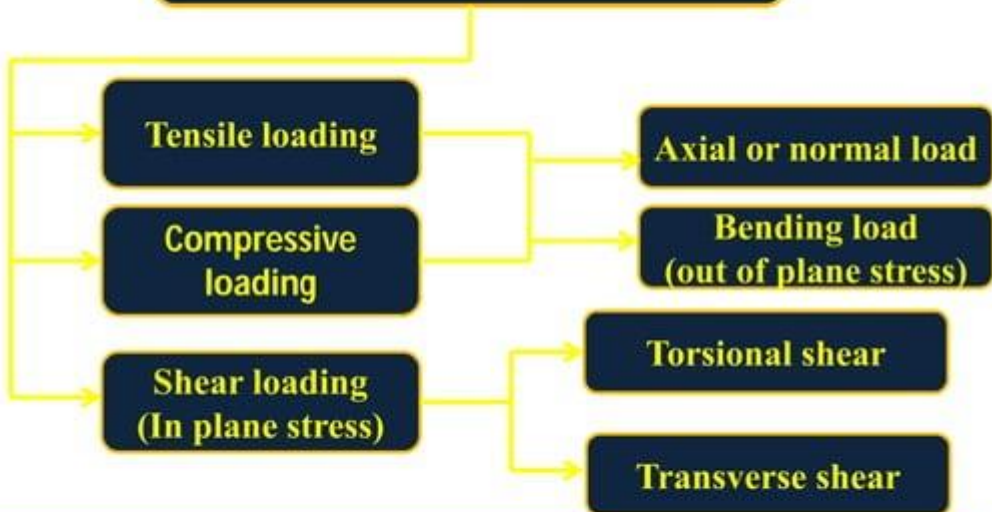 Tensile loading
Axial or normal load
Compressive
loading
Bending load
(out of plane stress)
Shear loading
(In plane stress)
Torsional shear
Transverse shear